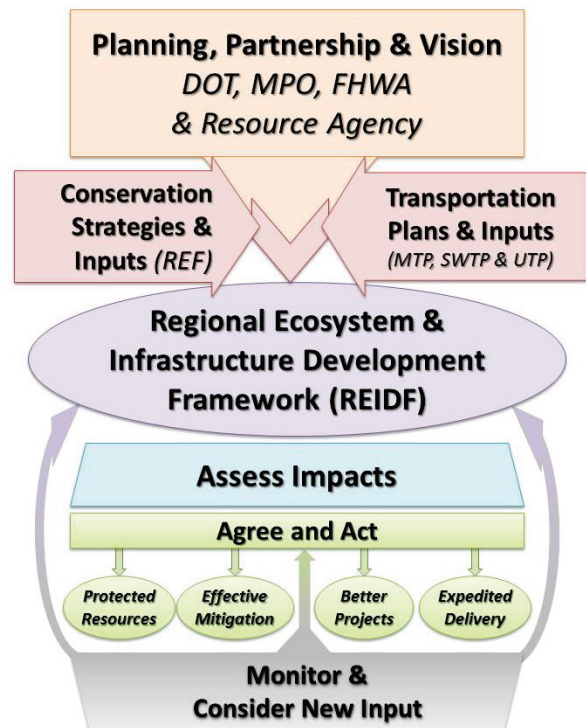 Planning, Partnership & Vision
DOT, MPO, FHWA
& Resource Agency
Conservation
Strategies &
Inputs (REF)
Transportation
Plans & Inputs
(MTP, SWTP & UTP)
Regional Ecosystem &
Infrastructure Development
Framework (REIDF)
Assess Impacts
Agree and Act
Protected
Resources
Effective
Mitigation
Better
Projects
Expedited
Delivery
Monitor &
Consider New Input